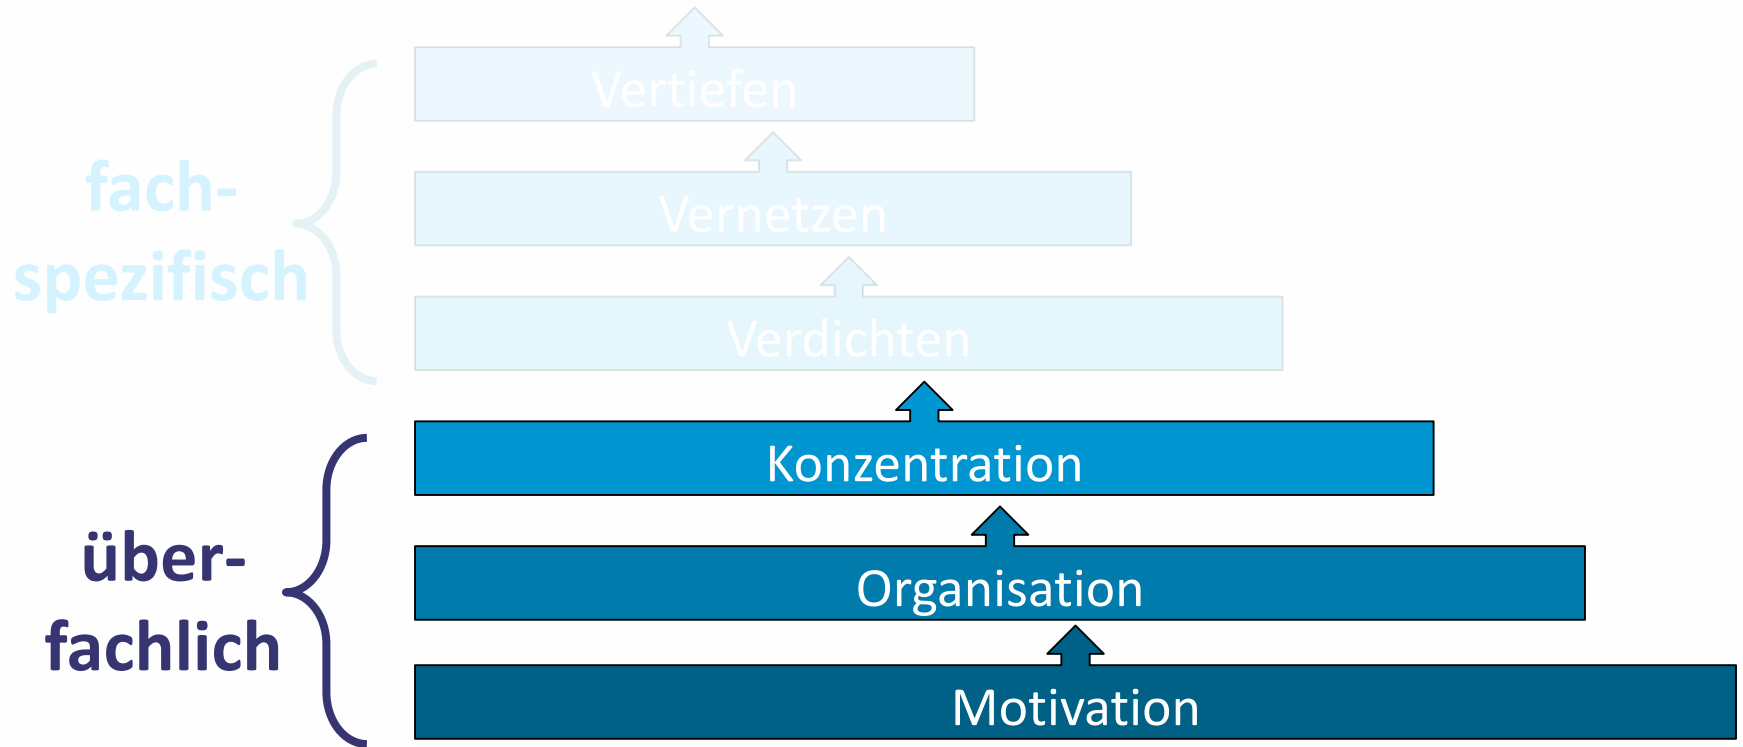 Vertiefen
fach-
spezifisch
Vernetzen
Verdichten
Konzentration
über-
fachlich
Organisation
Motivation